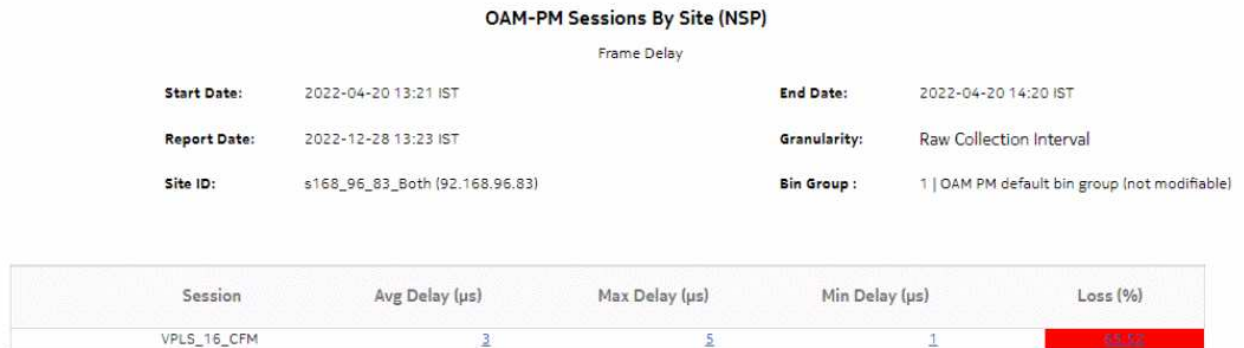 OAM-PM Sessions By Site (NSP)
Frame Delay
Start Date: 2022-04-20 13:21 IST End Date: 2022-04-20 14:20 IST
Report Date: 2022-12-28 13:23 IST Granularity: Raw Collection Interval
Site ID: s168_96_83_Both (92.168.96.83) Bin Group : 1 | OAM PM default bin group (not modifiable)
Session Avg Delay (µs) Max Delay (µs) Min Delay (µs) Loss (%)
VPLS_16_CFM 3 5 1 65.52